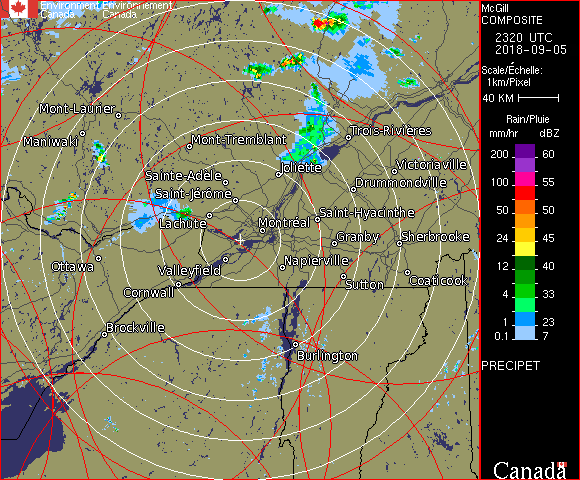 Environment Environnement
Canada Canada
Mont-Laurier
Maniwaki
Mont-Tremblant
Trois-Rivières
Sainte-Adèle
Joliette
Victoriaville
Saint-Jérôme
Drummondville
Lachute
Montréal
Saint-Hyacinthe
Granby
Sherbrooke
Ottawa
Valleyfield
Napierville
Cornwall
Sutton
Coaticook
Brockville
Burlington
McGill
COMPOSITE
2320 UTC
2018-09-05
Scale/Échelle:
1km/Pixel
40 KM
Rain/Pluie
mm/hr dBZ
200 60
100 55
50 50
24 45
12 40
4 33
1 23
0.1 7
PRECIPET
Canada